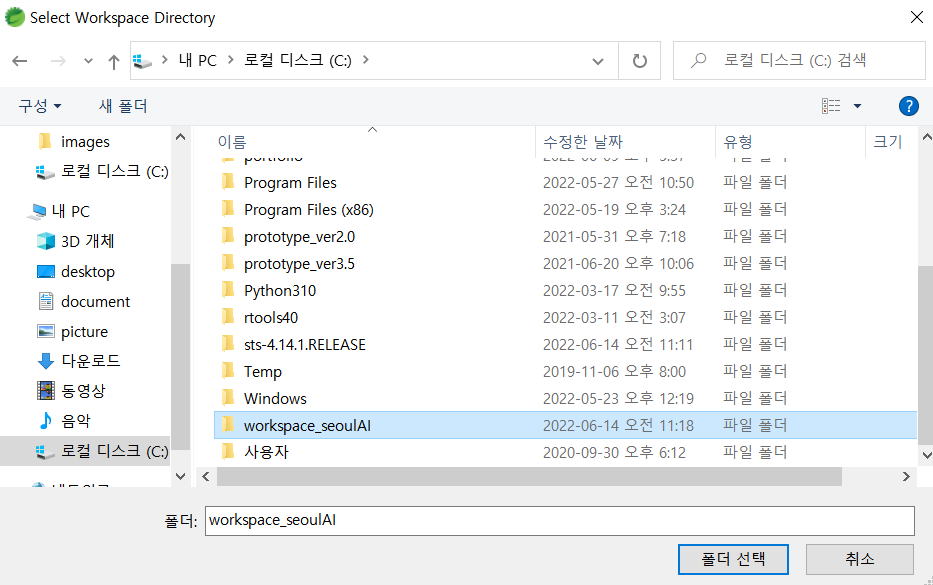 Select Workspace Directory
내 PC > 로컬 디스크 (C:) >
로컬 디스크 (C:) 검색
구성
새 폴더
?
images
로컬 디스크 (C:)
내 PC
3D 개체
desktop
document
picture
다운로드
동영상
음악
로컬 디스크 (C:)
이름 수정한 날짜 유형 크기
portfolio
Program Files 2022-05-27 오전 10:50 파일 폴더
Program Files (x86) 2022-05-19 오후 3:24 파일 폴더
prototype_ver2.0 2021-05-31 오후 7:18 파일 폴더
prototype_ver3.5 2021-06-20 오후 10:06 파일 폴더
Python310 2022-03-17 오전 9:55 파일 폴더
rtools40 2022-03-11 오전 3:07 파일 폴더
sts-4.14.1.RELEASE 2022-06-14 오전 11:11 파일 폴더
Temp 2019-11-06 오후 8:00 파일 폴더
Windows 2022-05-23 오후 12:19 파일 폴더
workspace_seoulAI 2022-06-14 오전 11:18 파일 폴더
사용자 2020-09-30 오후 6:12 파일 폴더
폴더: workspace_seoulAI
폴더 선택
취소